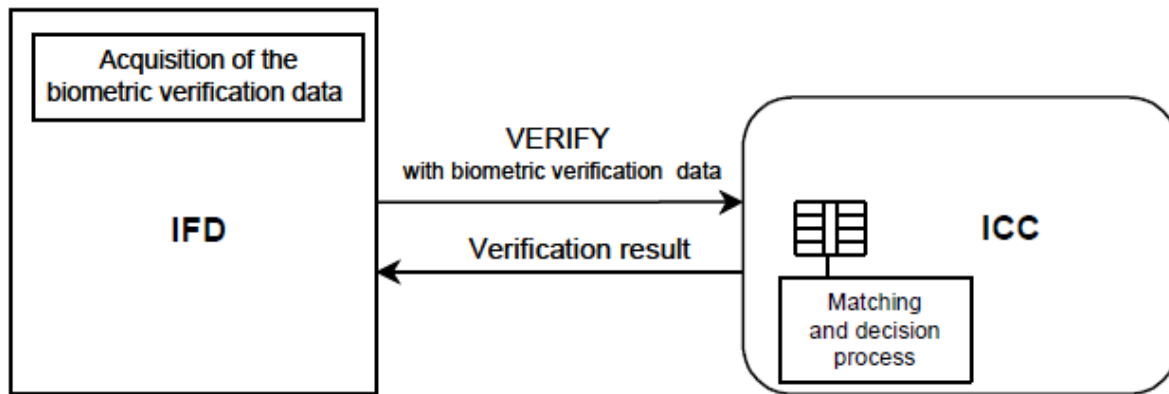 Acquisition of the
biometric verification data
IFD
VERIFY
with biometric verification data
Verification result
ICC
Matching
and decision
process